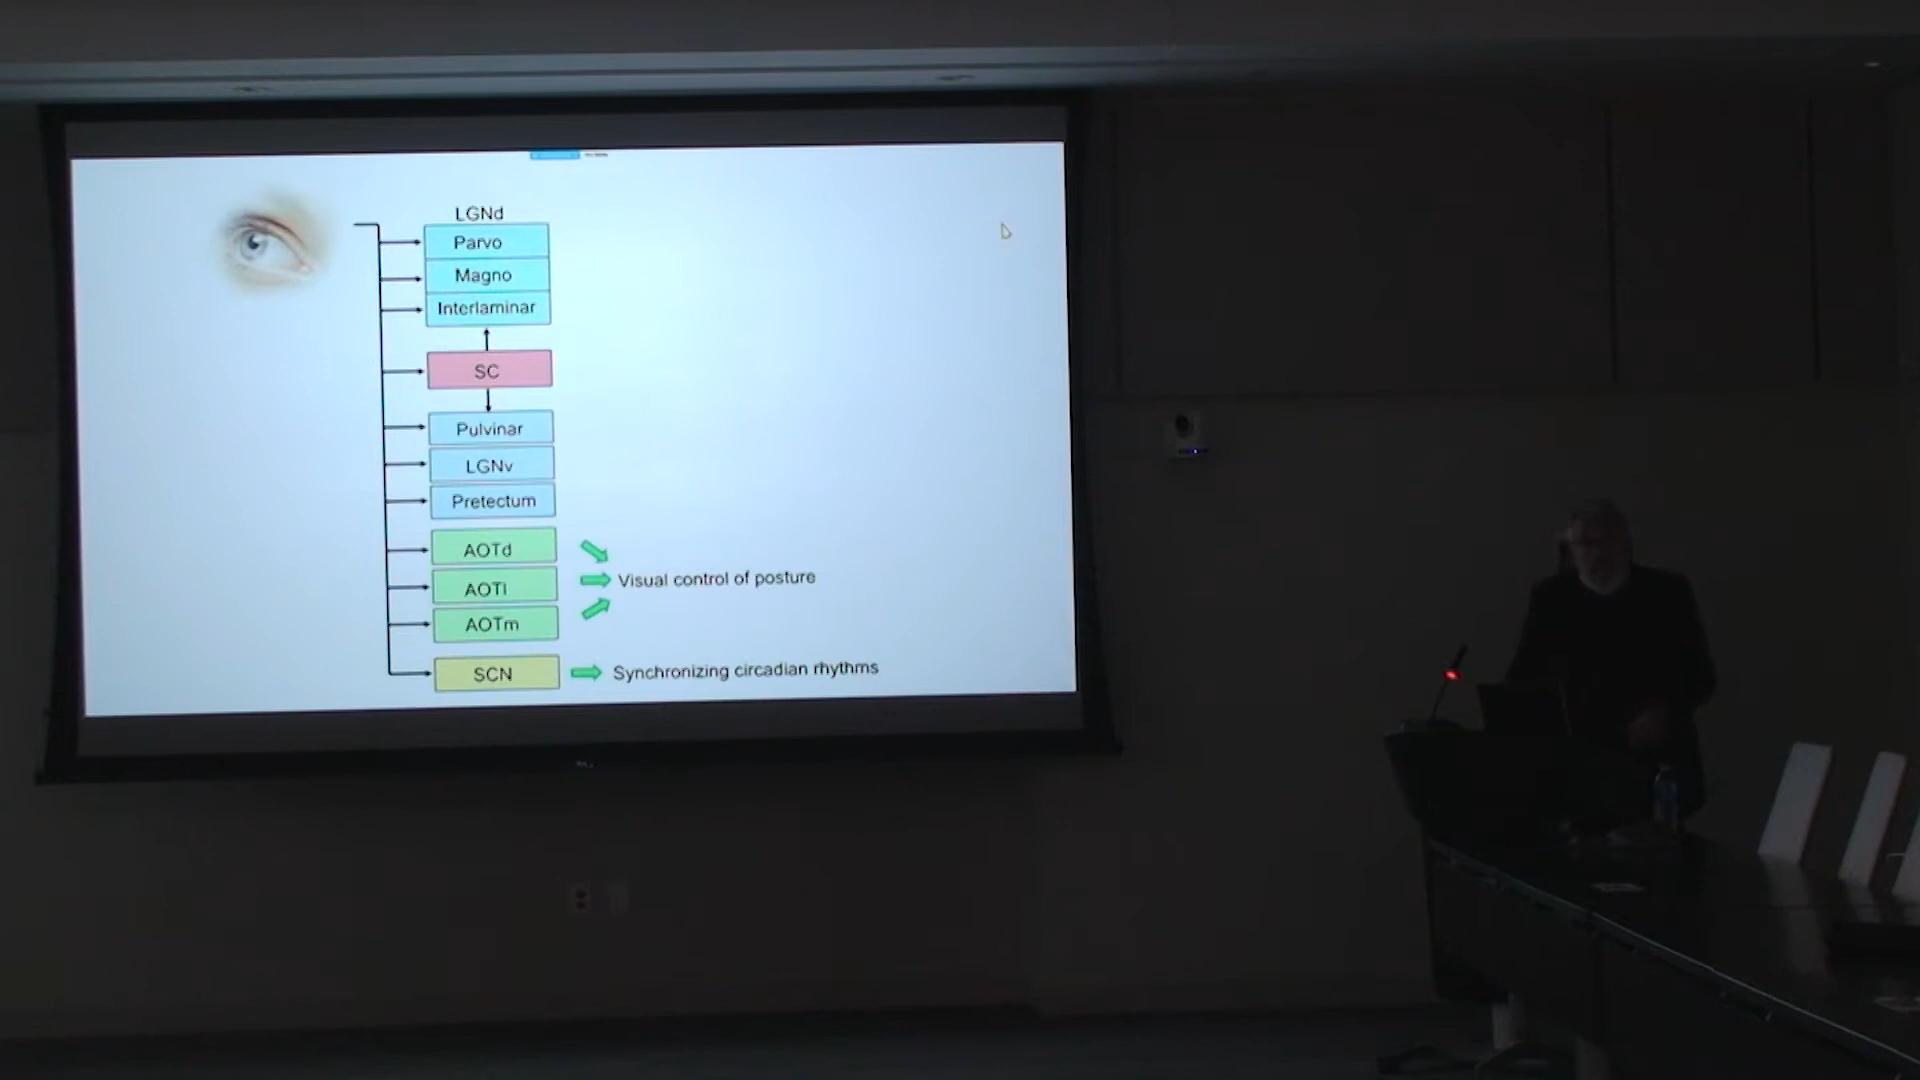 LGNd
Parvo
Magno
Interlaminar
SC
Pulvinar
LGNv
Pretectum
AOTd
AOTl
Visual control of posture
AOTm
SCN
Synchronizing circadian rhythms